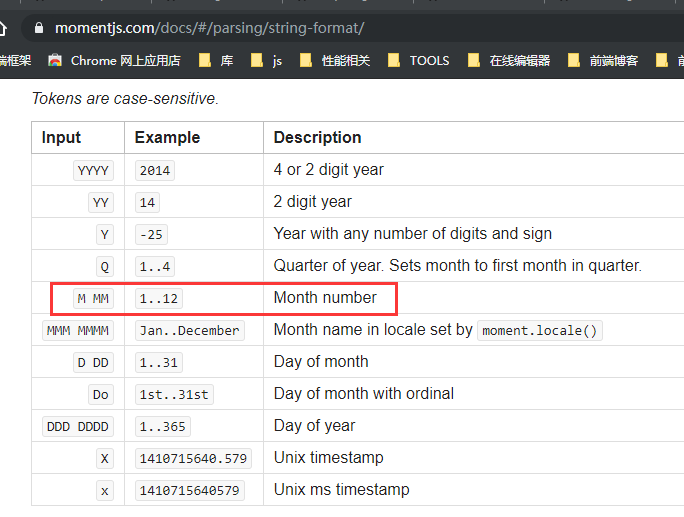 momentjs.com/docs/#/parsing/string-format/
端框架 Chrome 网上应用店 库 js 性能相关 TOOLS 在线编辑器 前端博客
Tokens are case-sensitive.
Input Example Description
YYYY 2014 4 or 2 digit year
YY 14 2 digit year
Y -25 Year with any number of digits and sign
Q 1..4 Quarter of year. Sets month to first month in quarter.
M MM 1..12 Month number
MMM MMMM Jan..December Month name in locale set by moment.locale()
D DD 1..31 Day of month
Do 1st..31st Day of month with ordinal
DDD DDDD 1..365 Day of year
X 1410715640.579 Unix timestamp
x 1410715640579 Unix ms timestamp